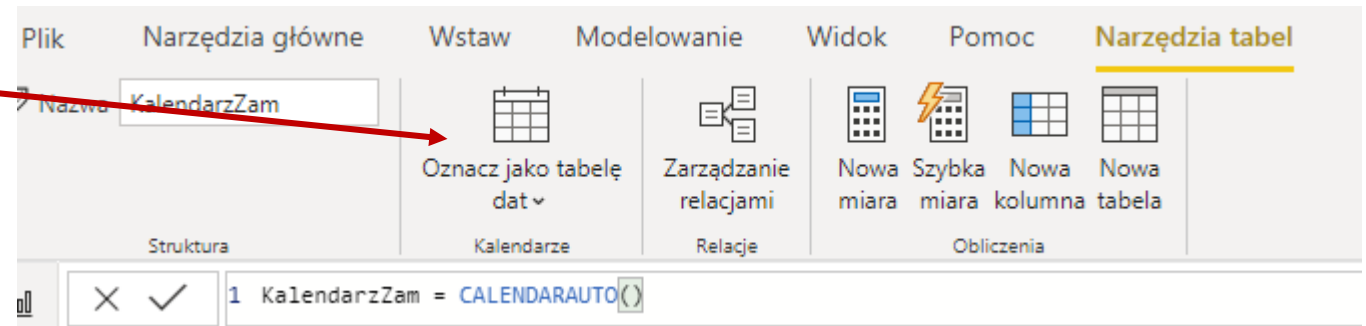 Plik Narzędzia główne Wstaw Modelowanie Widok Pomoc Narzędzia tabel
Nazwa KalendarzZam
Oznacz jako tabelę Zarządzanie Nowa Szybka Nowa Nowa
dat relacjami miara miara kolumna tabela
Struktura Kalendarze Relacje Obliczenia
1 KalendarzZam = CALENDARAUTO()